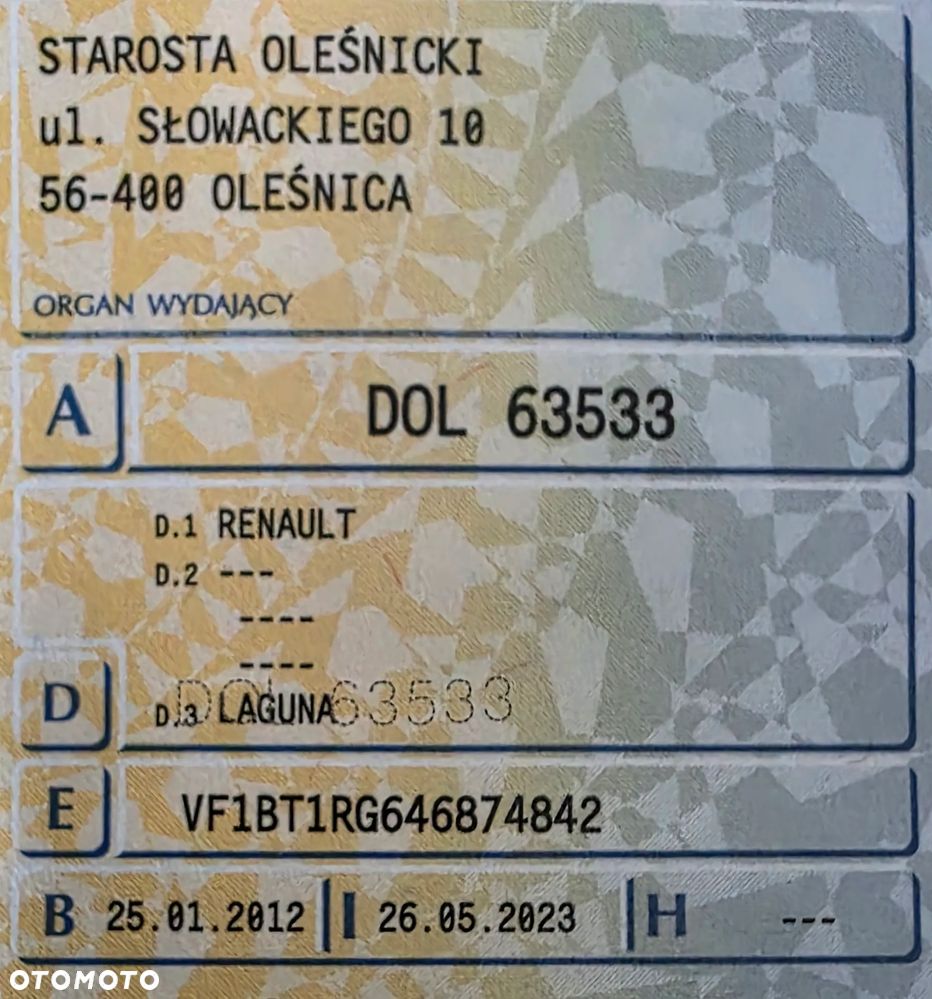 STAROSTA OLEŚNICKI
ul. SŁOWACKIEGO 10
56-400 OLEŚNICA
ORGAN WYDAJĄCY
A DOL 63533
D.1 RENAULT
D.2 ---
----
----
DOL 63533
D D.3 LAGUNA
E VF1BT1RG646874842
B 25.01.2012 I 26.05.2023 H ---
OTOMOTO